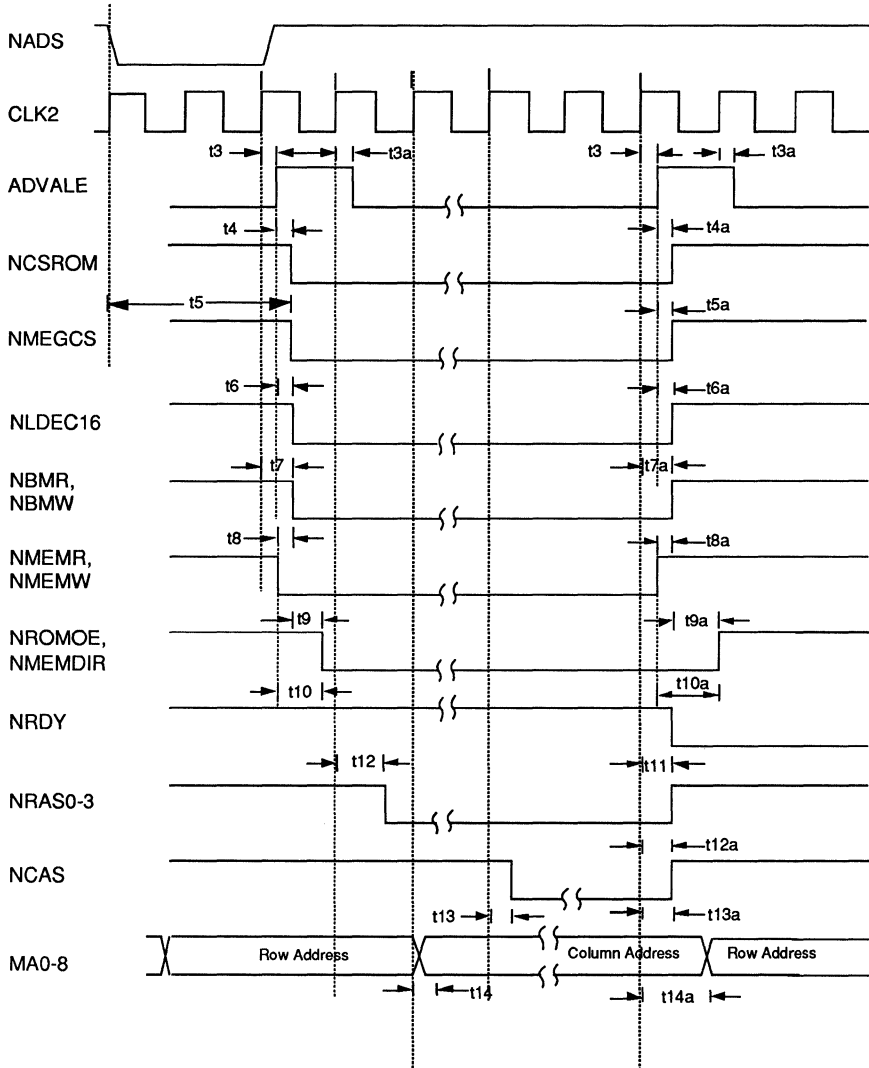 NADS
CLK2
t3
t3a
t3
t3a
ADVALE
t4
t4a
NCSROM
t5
t5a
NMEGCS
t6
t6a
NLDEC16
t7
t7a
NBMR,
NBMW
t8
t8a
NMEMR,
NMEMW
t9
t9a
NROMOE,
NMEMDIR
t10
t10a
NRDY
t12
t11
NRAS0-3
t12a
NCAS
t13
t13a
MA0-8
Row Address
Column Address
Row Address
t14
t14a